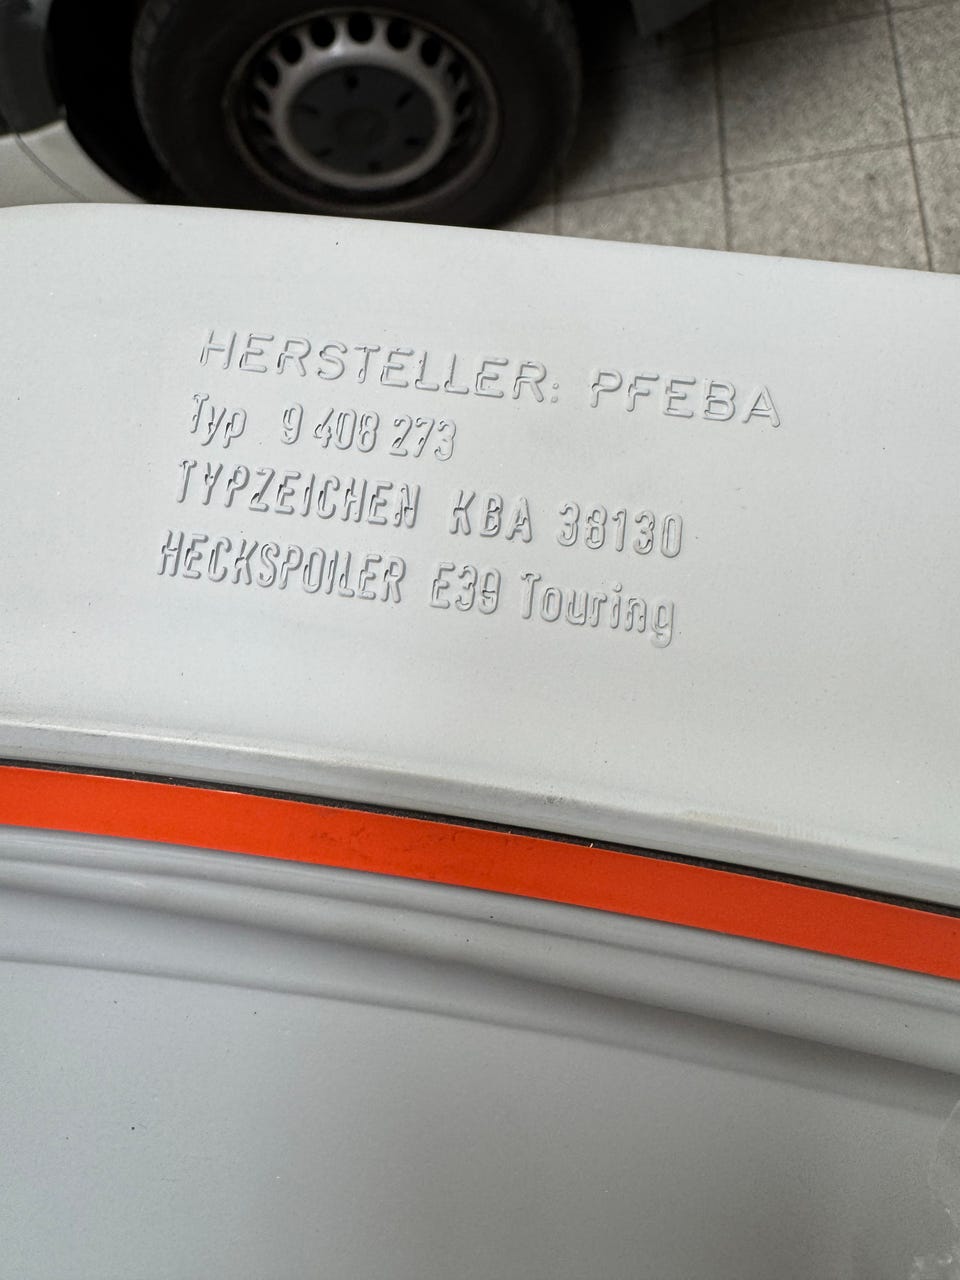 HERSTELLER: PFEBA
Typ 9 408 273
TYPZEICHEN KBA 38130
HECKSPOILER E39 Touring